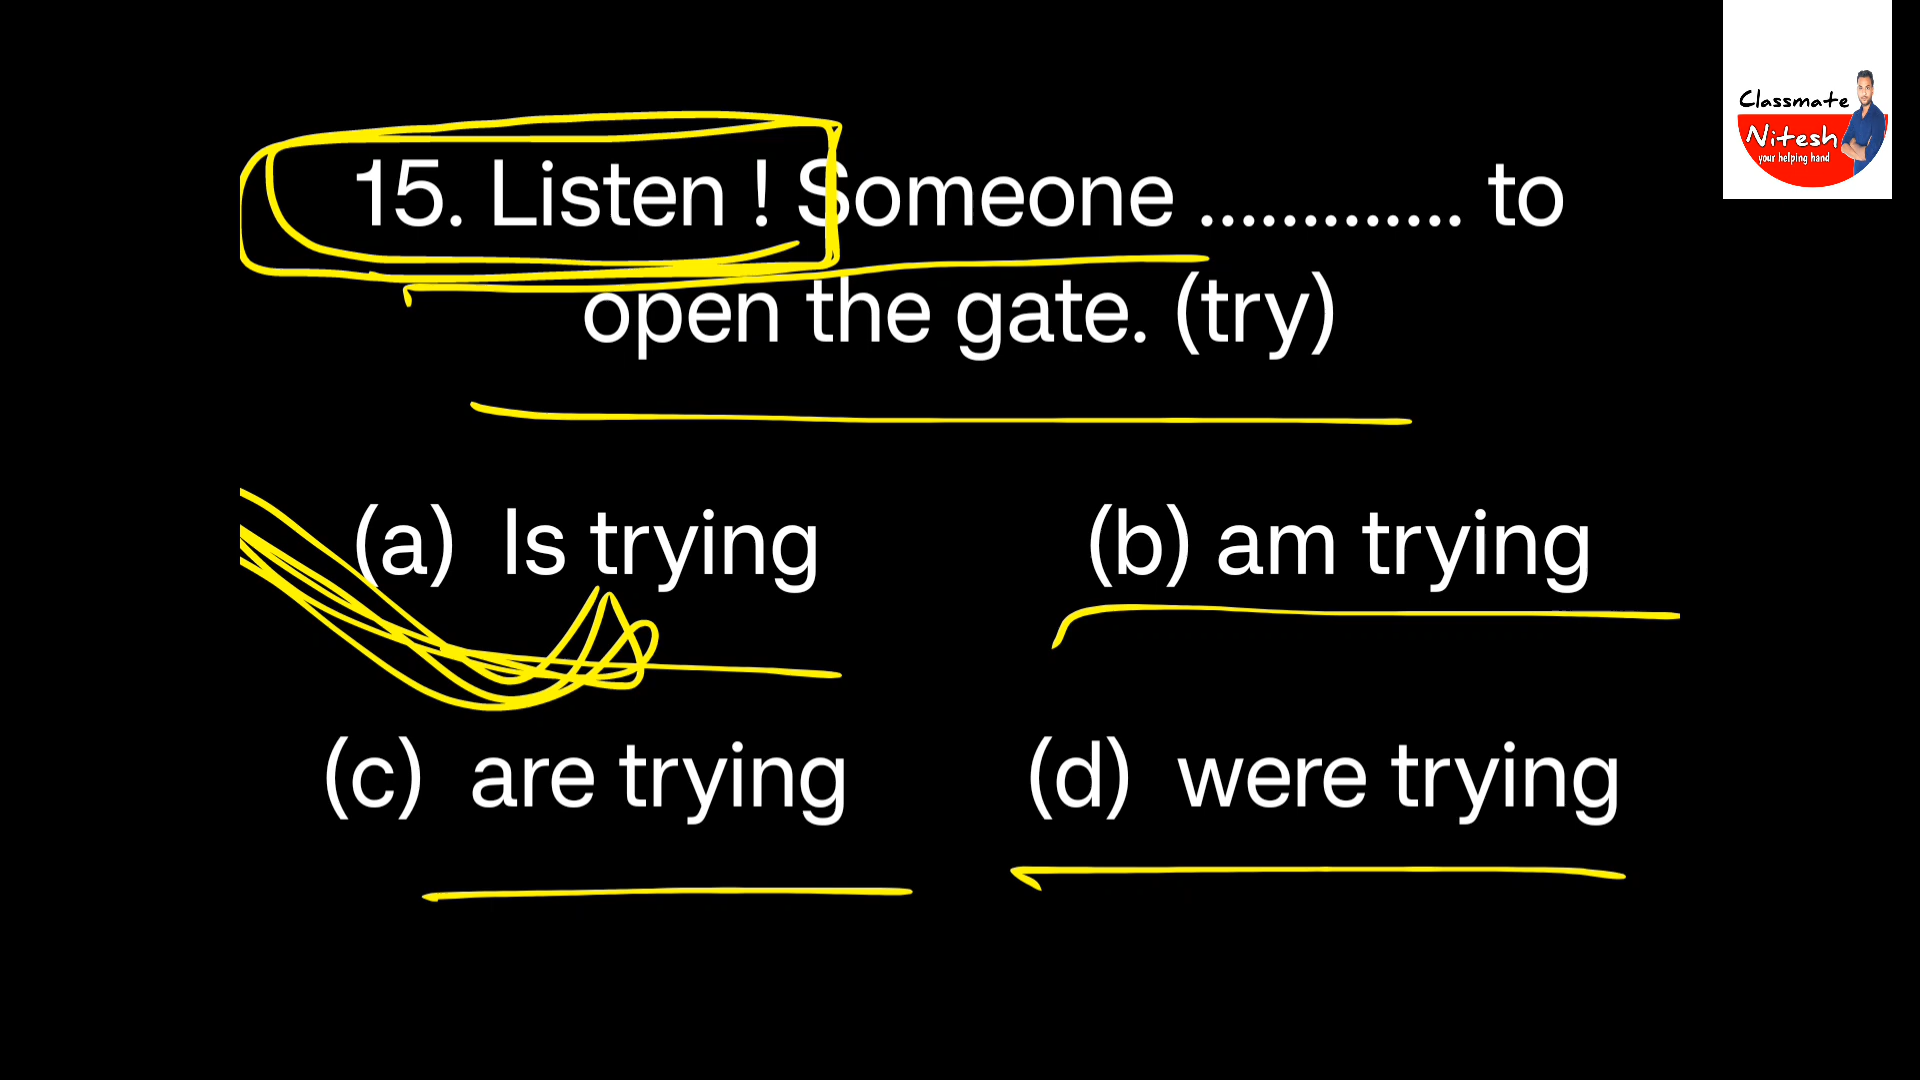 Classmate
Nitesh
your helping hand
15. Listen ! Someone ............. to
open the gate. (try)
(a) Is trying
(b) am trying
(c) are trying
(d) were trying